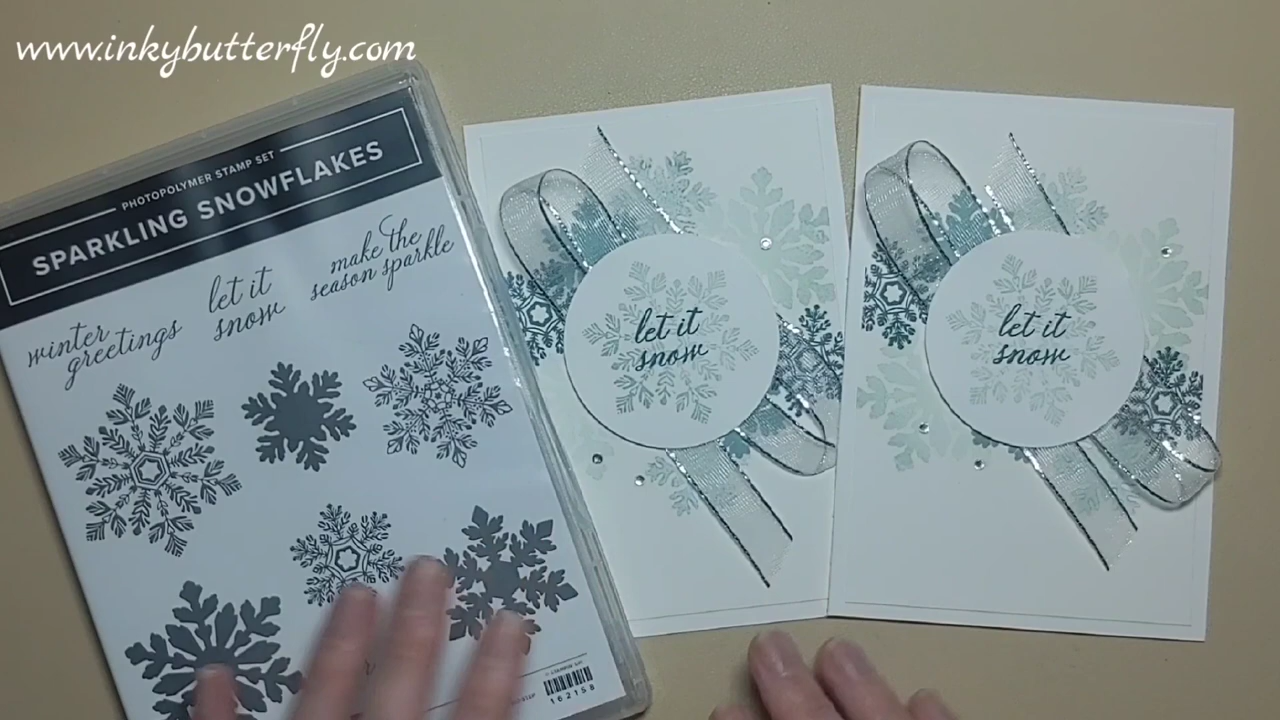 www.inkybutterfly.com
PHOTOPOLYMER STAMP SET
SPARKLING SNOWFLAKES
winter
greetings
let it
snow
make the
season sparkle
162158
let it
snow
let it
snow